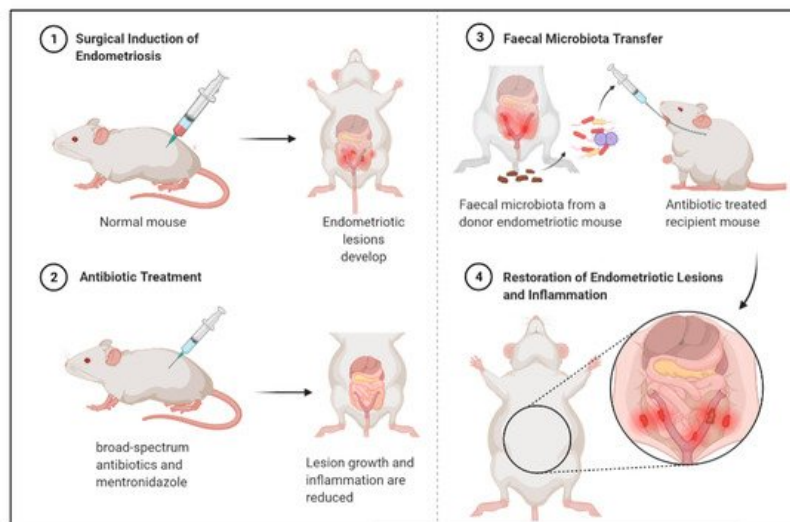 1 Surgical Induction of
Endometriosis
Normal mouse
Endometriotic
lesions
develop
2 Antibiotic Treatment
broad-spectrum
antibiotics and
mentronidazole
Lesion growth and
inflammation are
reduced
3 Faecal Microbiota Transfer
Faecal microbiota from a
donor endometriotic mouse
Antibiotic treated
recipient mouse
4 Restoration of Endometriotic Lesions
and Inflammation